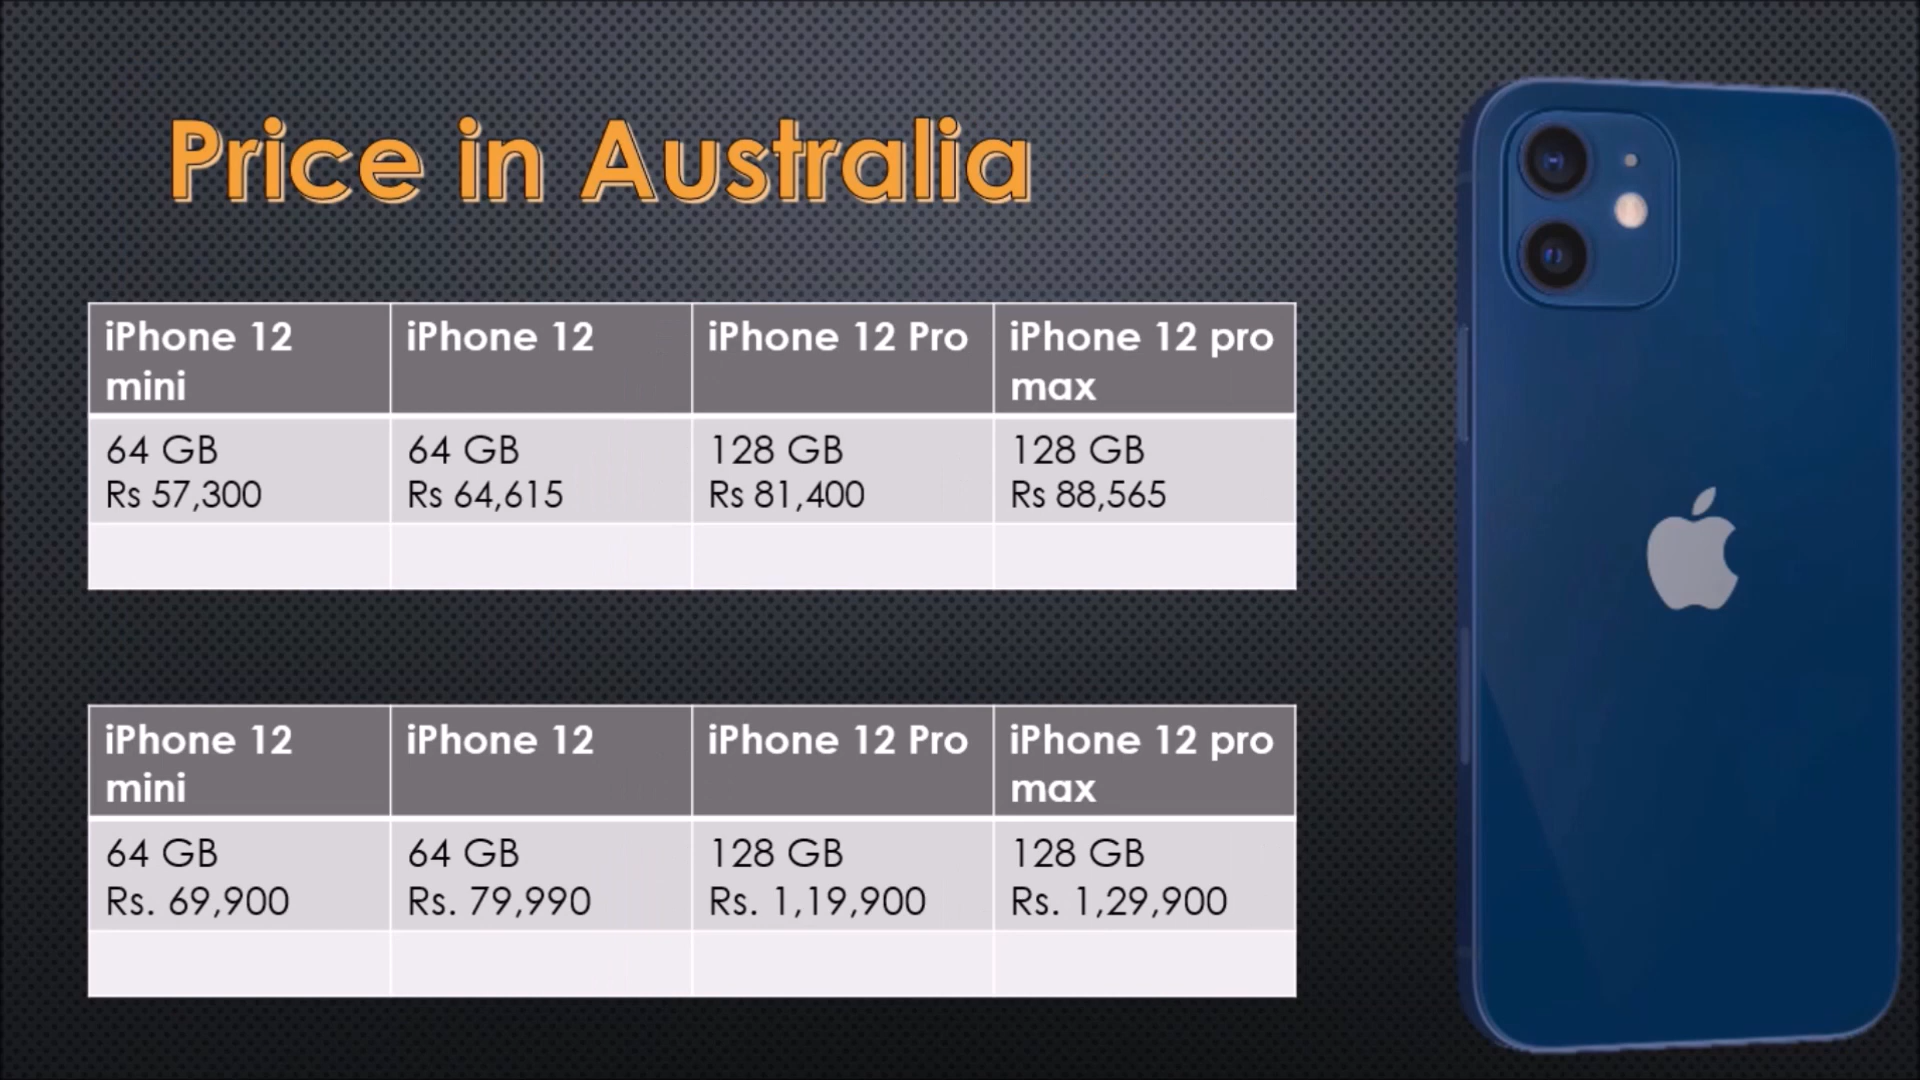 Price in Australia
iPhone 12 mini
iPhone 12
iPhone 12 Pro
iPhone 12 pro max
64 GB
Rs 57,300
64 GB
Rs 64,615
128 GB
Rs 81,400
128 GB
Rs 88,565
iPhone 12 mini
iPhone 12
iPhone 12 Pro
iPhone 12 pro max
64 GB
Rs. 69,900
64 GB
Rs. 79,990
128 GB
Rs. 1,19,900
128 GB
Rs. 1,29,900